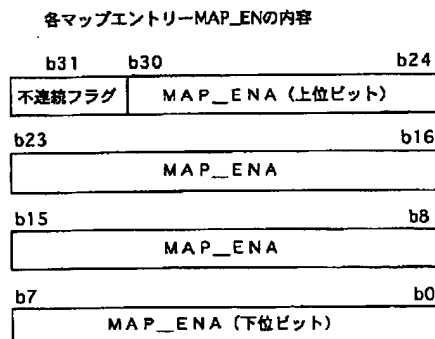 各マップエントリーMAP_ENの内容
b31 b30 b24
不連続フラグ MAP_ENA (上位ビット)
b23 b16
MAP_ENA
b15 b8
MAP_ENA
b7 b0
MAP_ENA (下位ビット)